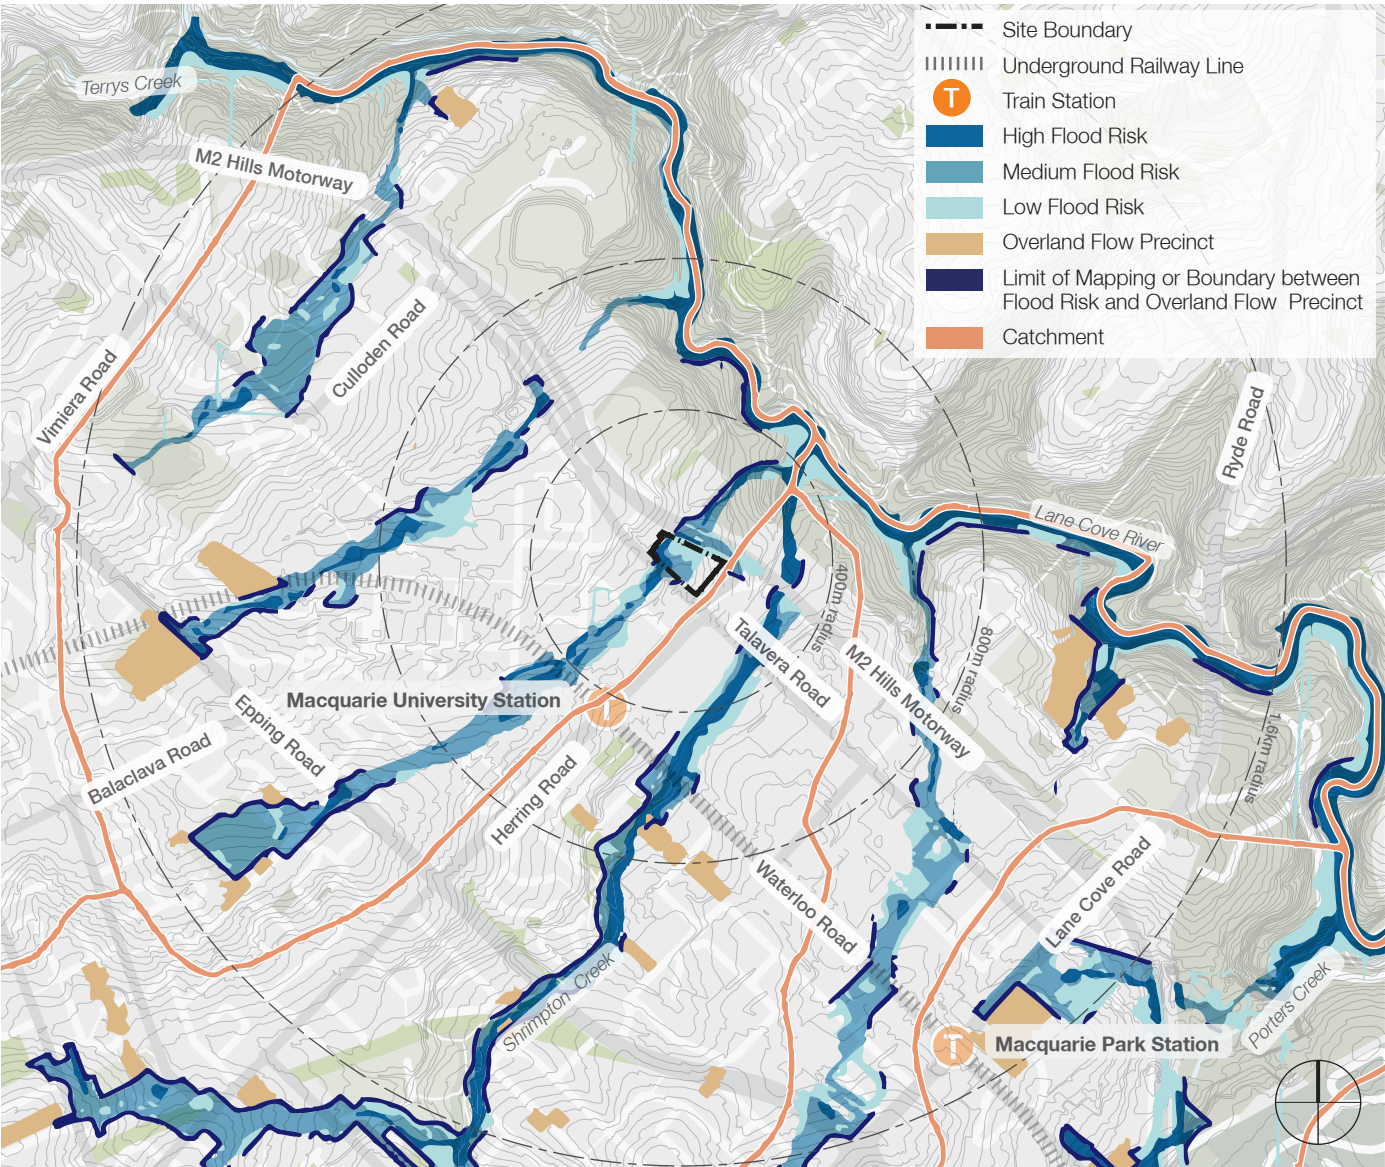 Site Boundary
Underground Railway Line
T
Train Station
High Flood Risk
Medium Flood Risk
Low Flood Risk
Overland Flow Precinct
Limit of Mapping or Boundary between
Flood Risk and Overland Flow Precinct
Catchment
Terrys Creek
M2 Hills Motorway
Culloden Road
Vimiera Road
Ryde Road
Lane Cove River
400m radius
800m radius
1.6km radius
Talavera Road
M2 Hills Motorway
Macquarie University Station
T
Epping Road
Balaclava Road
Herring Road
Waterloo Road
Lane Cove Road
Shrimpton Creek
Porters Creek
T
Macquarie Park Station